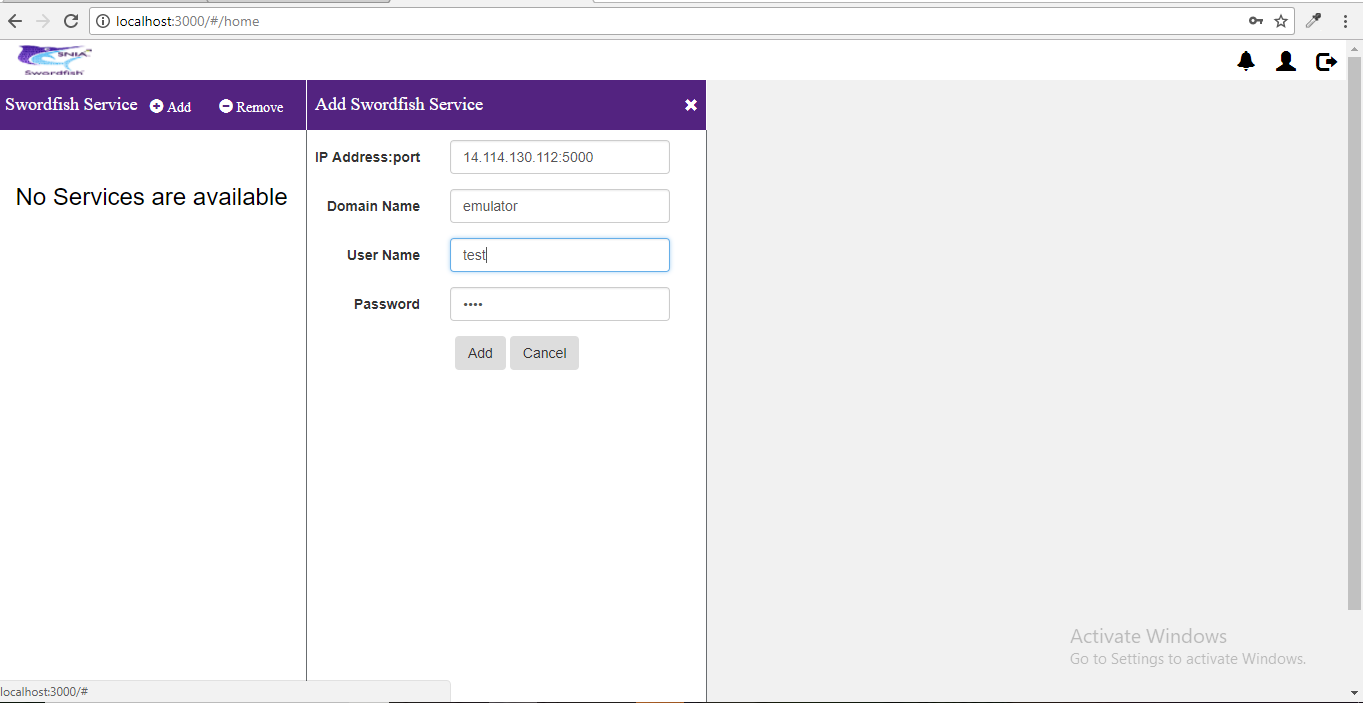 localhost:3000/#/home
SNIA
Swordfish
Swordfish Service Add Remove
Add Swordfish Service
No Services are available
IP Address:port 14.114.130.112:5000
Domain Name emulator
User Name test
Password ••••
Add Cancel
Activate Windows
Go to Settings to activate Windows.
localhost:3000/#